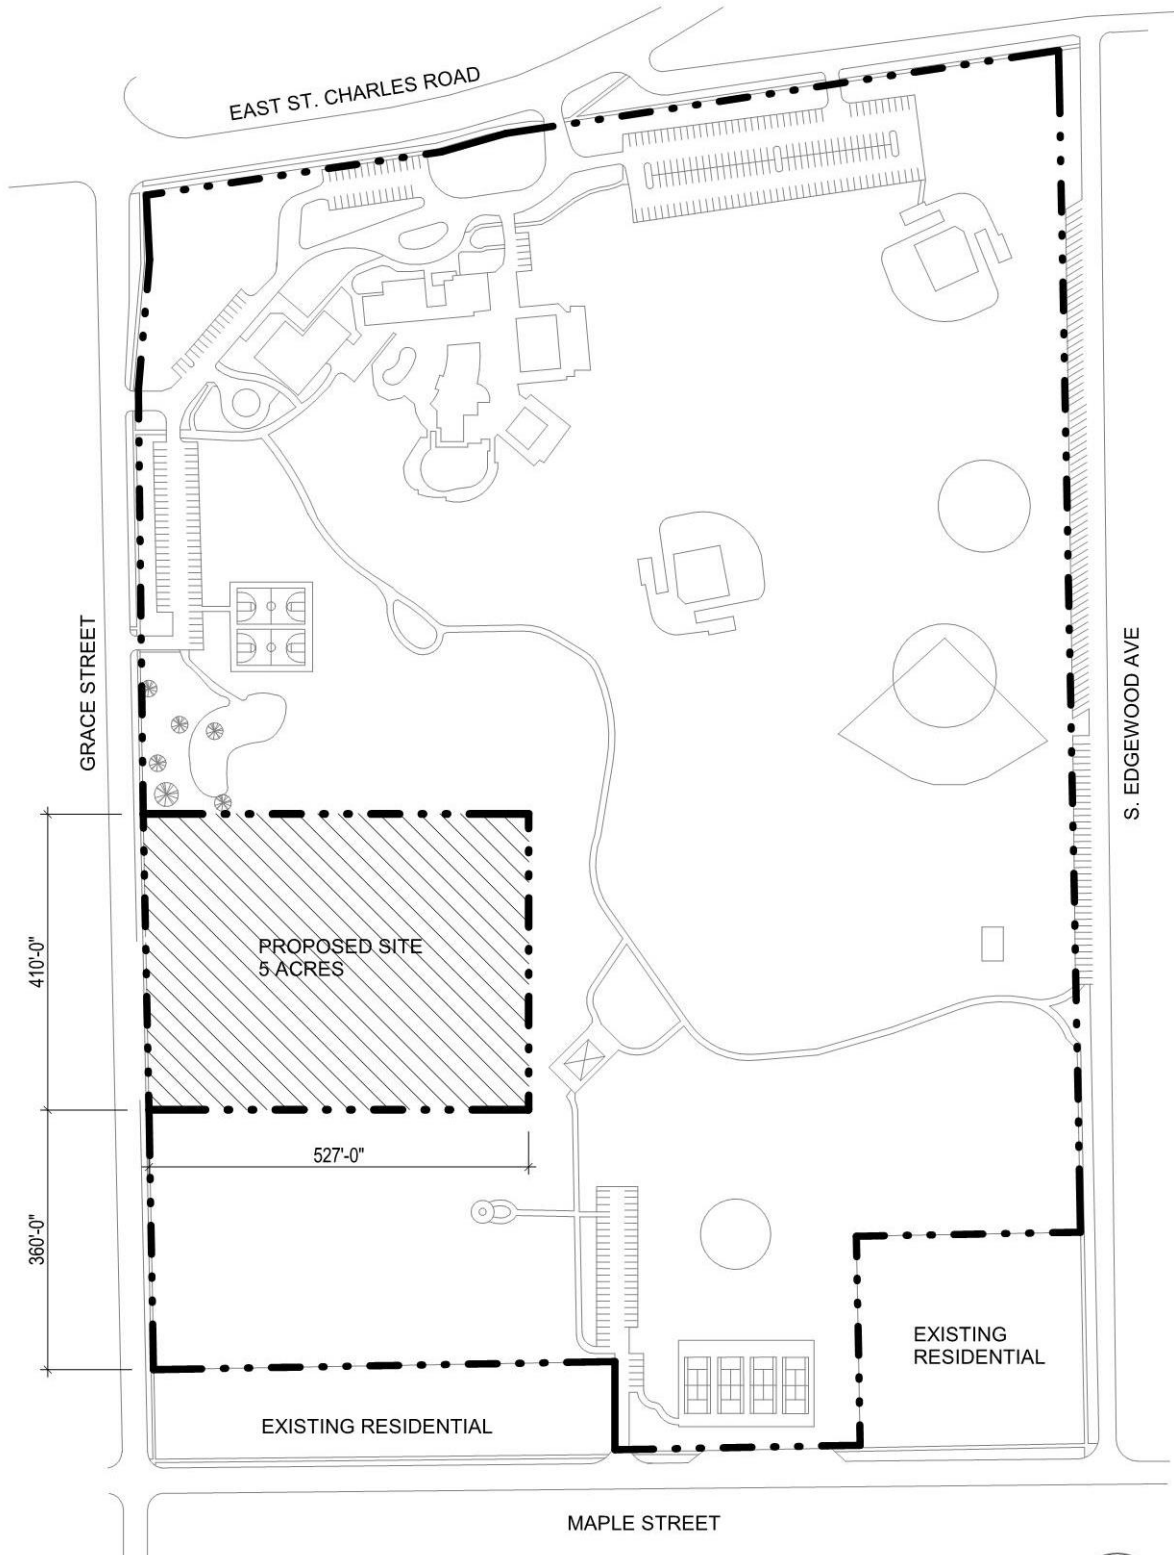 EAST ST. CHARLES ROAD
GRACE STREET
S. EDGEWOOD AVE
410'-0"
PROPOSED SITE
5 ACRES
527'-0"
360'-0"
EXISTING
RESIDENTIAL
EXISTING RESIDENTIAL
MAPLE STREET